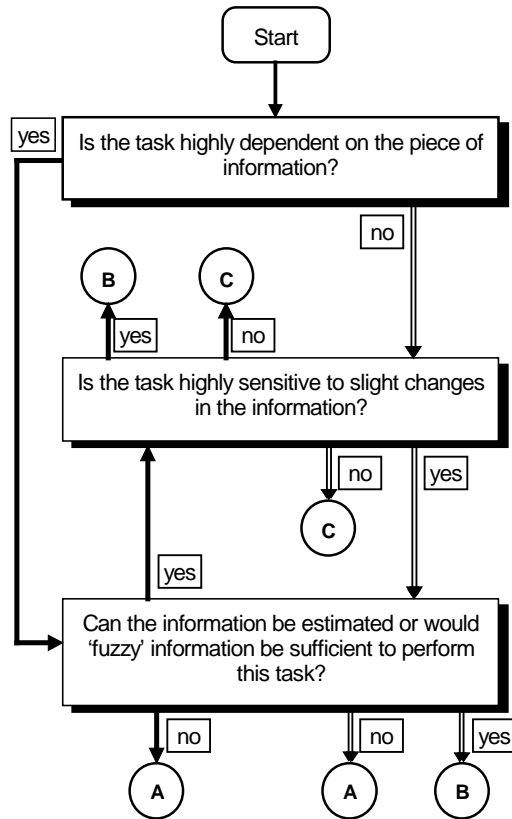 Start
yes
Is the task highly dependent on the piece of
information?
no
B
C
yes
no
Is the task highly sensitive to slight changes
in the information?
no
yes
C
yes
Can the information be estimated or would
‘fuzzy’ information be sufficient to perform
this task?
no
no
yes
A
A
B